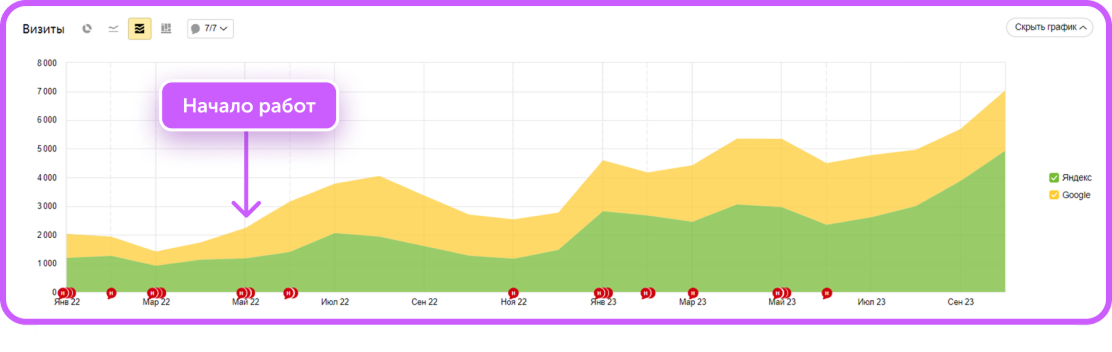 Визиты
7/7
Скрыть график
8 000
7 000
6 000
5 000
4 000
3 000
2 000
1 000
0
Начало работ
Яндекс
Google
Н Н Н Н Н Н Н Н Н Н Н
Янв 22 Мар 22 Май 22 Июл 22 Сен 22 Ноя 22 Янв 23 Мар 23 Май 23 Июл 23 Сен 23